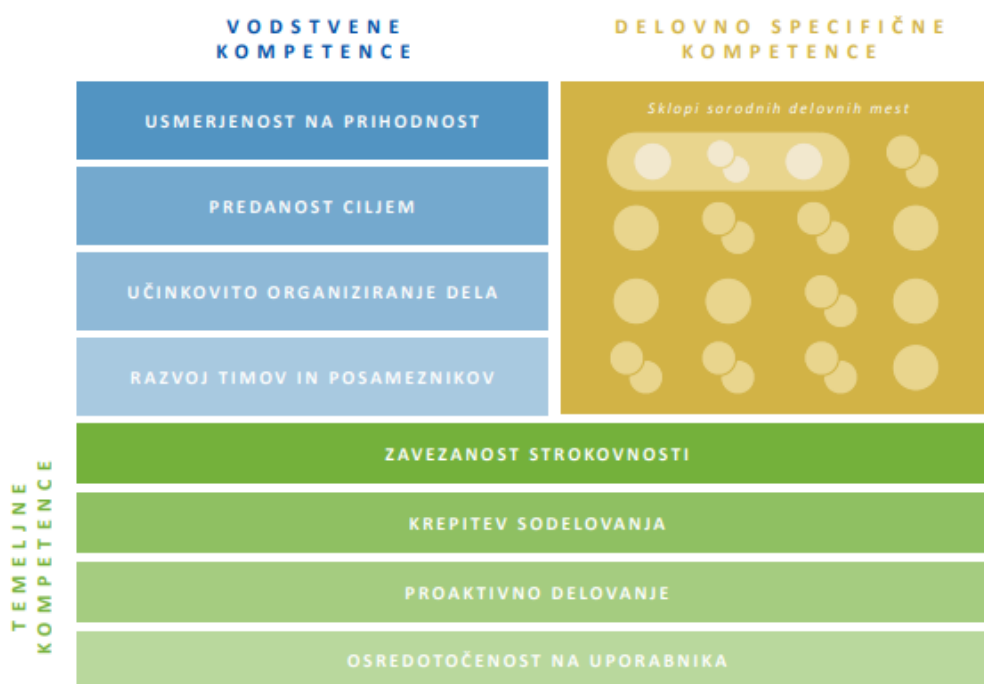 VODSTVENE
KOMPETENCE
DELOVNO SPECIFIČNE
KOMPETENCE
USMERJENOST NA PRIHODNOST
PREDANOST CILJEM
UČINKOVITO ORGANIZIRANJE DELA
RAZVOJ TIMOV IN POSAMEZNIKOV
Sklopi sorodnih delovnih mest
TEMELJNE
KOMPETENCE
ZAVEZANOST STROKOVNOSTI
KREPITEV SODELOVANJA
PROAKTIVNO DELOVANJE
OSREDOTOČENOST NA UPORABNIKA